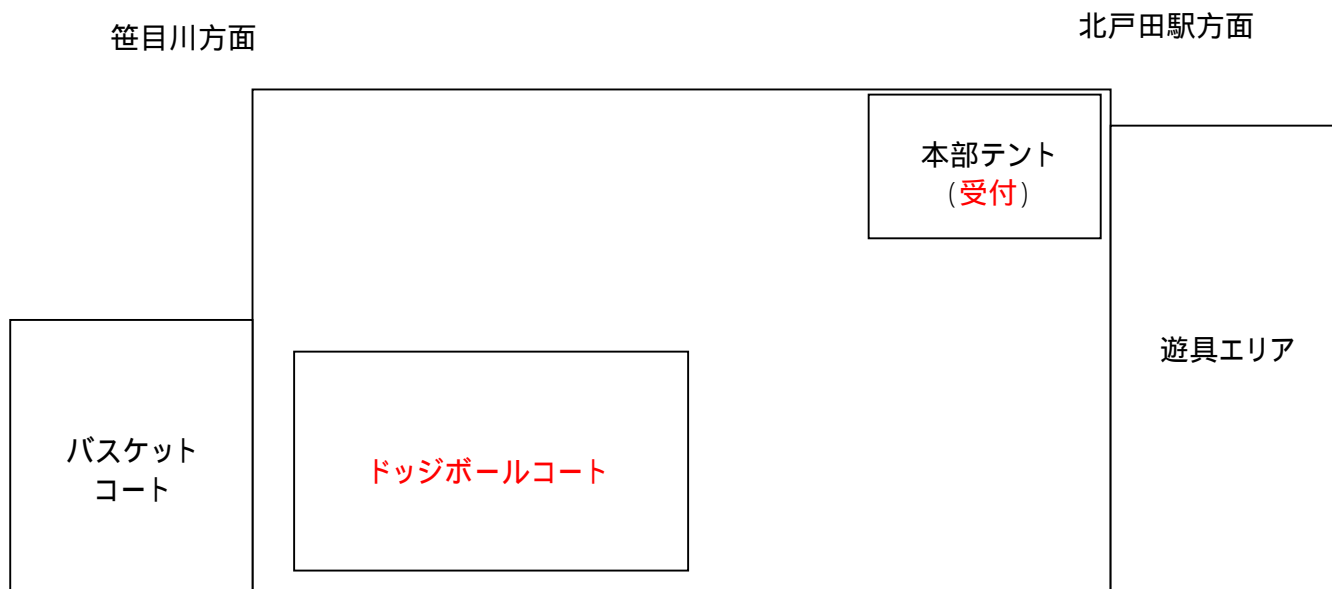 笹目川方面
北戸田駅方面
本部テント
(受付)
遊具エリア
バスケット
コート
ドッジボールコート